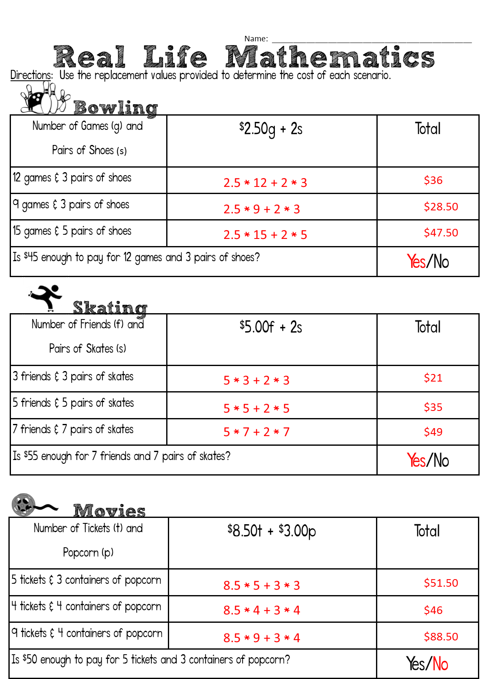 Name:
Real Life Mathematics
Directions: Use the replacement values provided to determine the cost of each scenario.
Bowling
Number of Games (g) and Pairs of Shoes (s) $2.50g + 2s Total
12 games & 3 pairs of shoes 2.5 * 12 + 2 * 3 $36
9 games & 3 pairs of shoes 2.5 * 9 + 2 * 3 $28.50
15 games & 5 pairs of shoes 2.5 * 15 + 2 * 5 $47.50
Is $45 enough to pay for 12 games and 3 pairs of shoes? Yes/No
Skating
Number of Friends (f) and Pairs of Skates (s) $5.00f + 2s Total
3 friends & 3 pairs of skates 5 * 3 + 2 * 3 $21
5 friends & 5 pairs of skates 5 * 5 + 2 * 5 $35
7 friends & 7 pairs of skates 5 * 7 + 2 * 7 $49
Is $55 enough for 7 friends and 7 pairs of skates? Yes/No
Movies
Number of Tickets (t) and Popcorn (p) $8.50t + $3.00p Total
5 tickets & 3 containers of popcorn 8.5 * 5 + 3 * 3 $51.50
4 tickets & 4 containers of popcorn 8.5 * 4 + 3 * 4 $46
9 tickets & 4 containers of popcorn 8.5 * 9 + 3 * 4 $88.50
Is $50 enough to pay for 5 tickets and 3 containers of popcorn? Yes/No